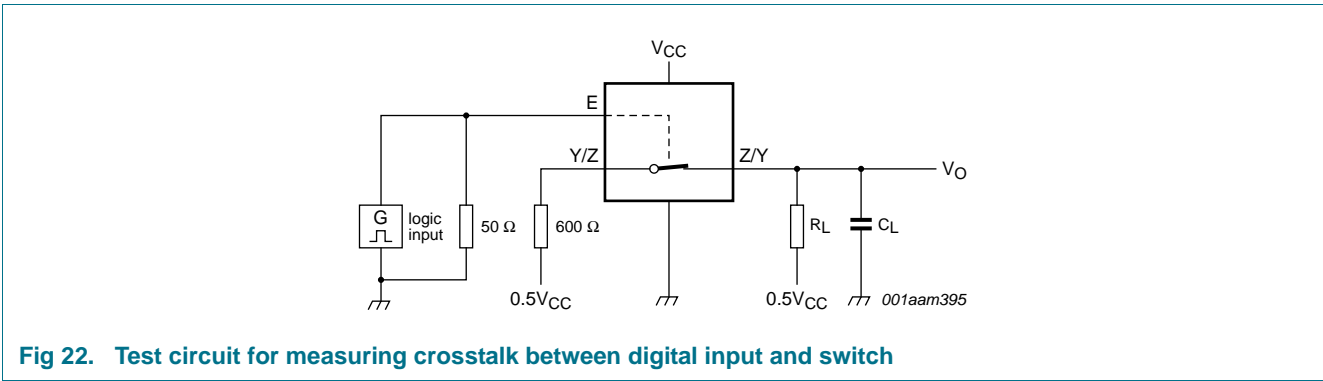 VCC
E
Y/Z
Z/Y
VO
G
logic
input
50 Ω
600 Ω
RL
CL
0.5VCC
0.5VCC
001aam395
Fig 22. Test circuit for measuring crosstalk between digital input and switch